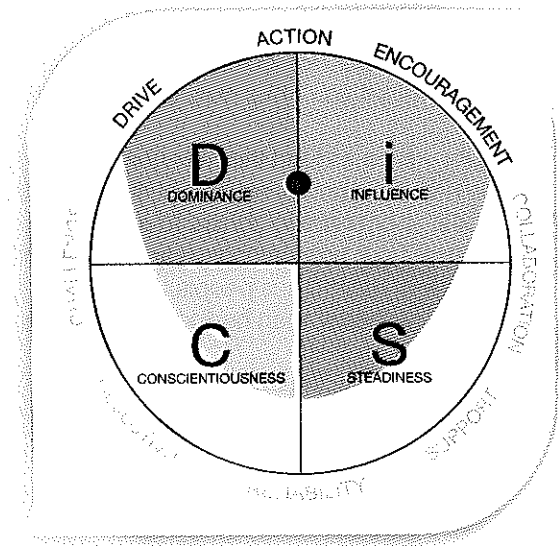 ACTION
DRIVE
ENCOURAGEMENT
D
DOMINANCE
i
INFLUENCE
COLLABORATION
C
CONSCIENTIOUSNESS
S
STEADINESS
SUPPORT